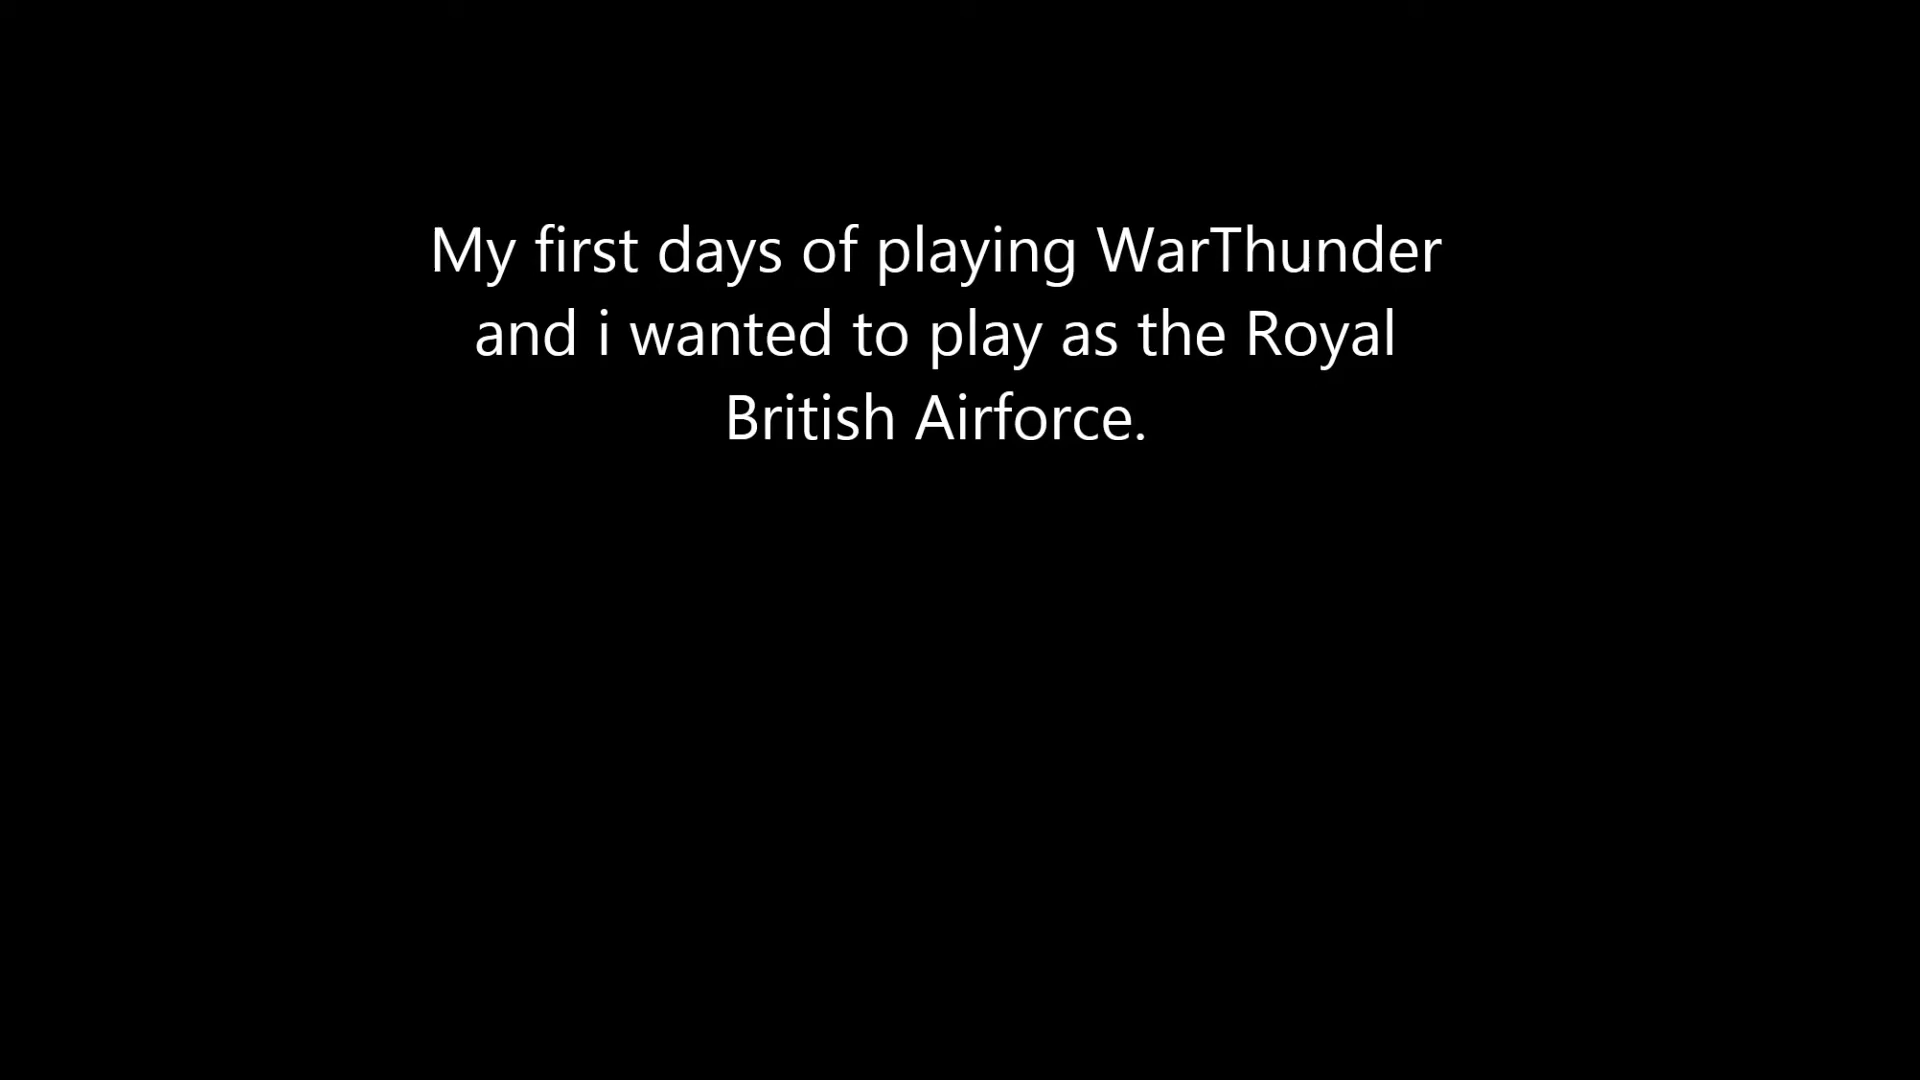 My first days of playing WarThunder
and i wanted to play as the Royal
British Airforce.